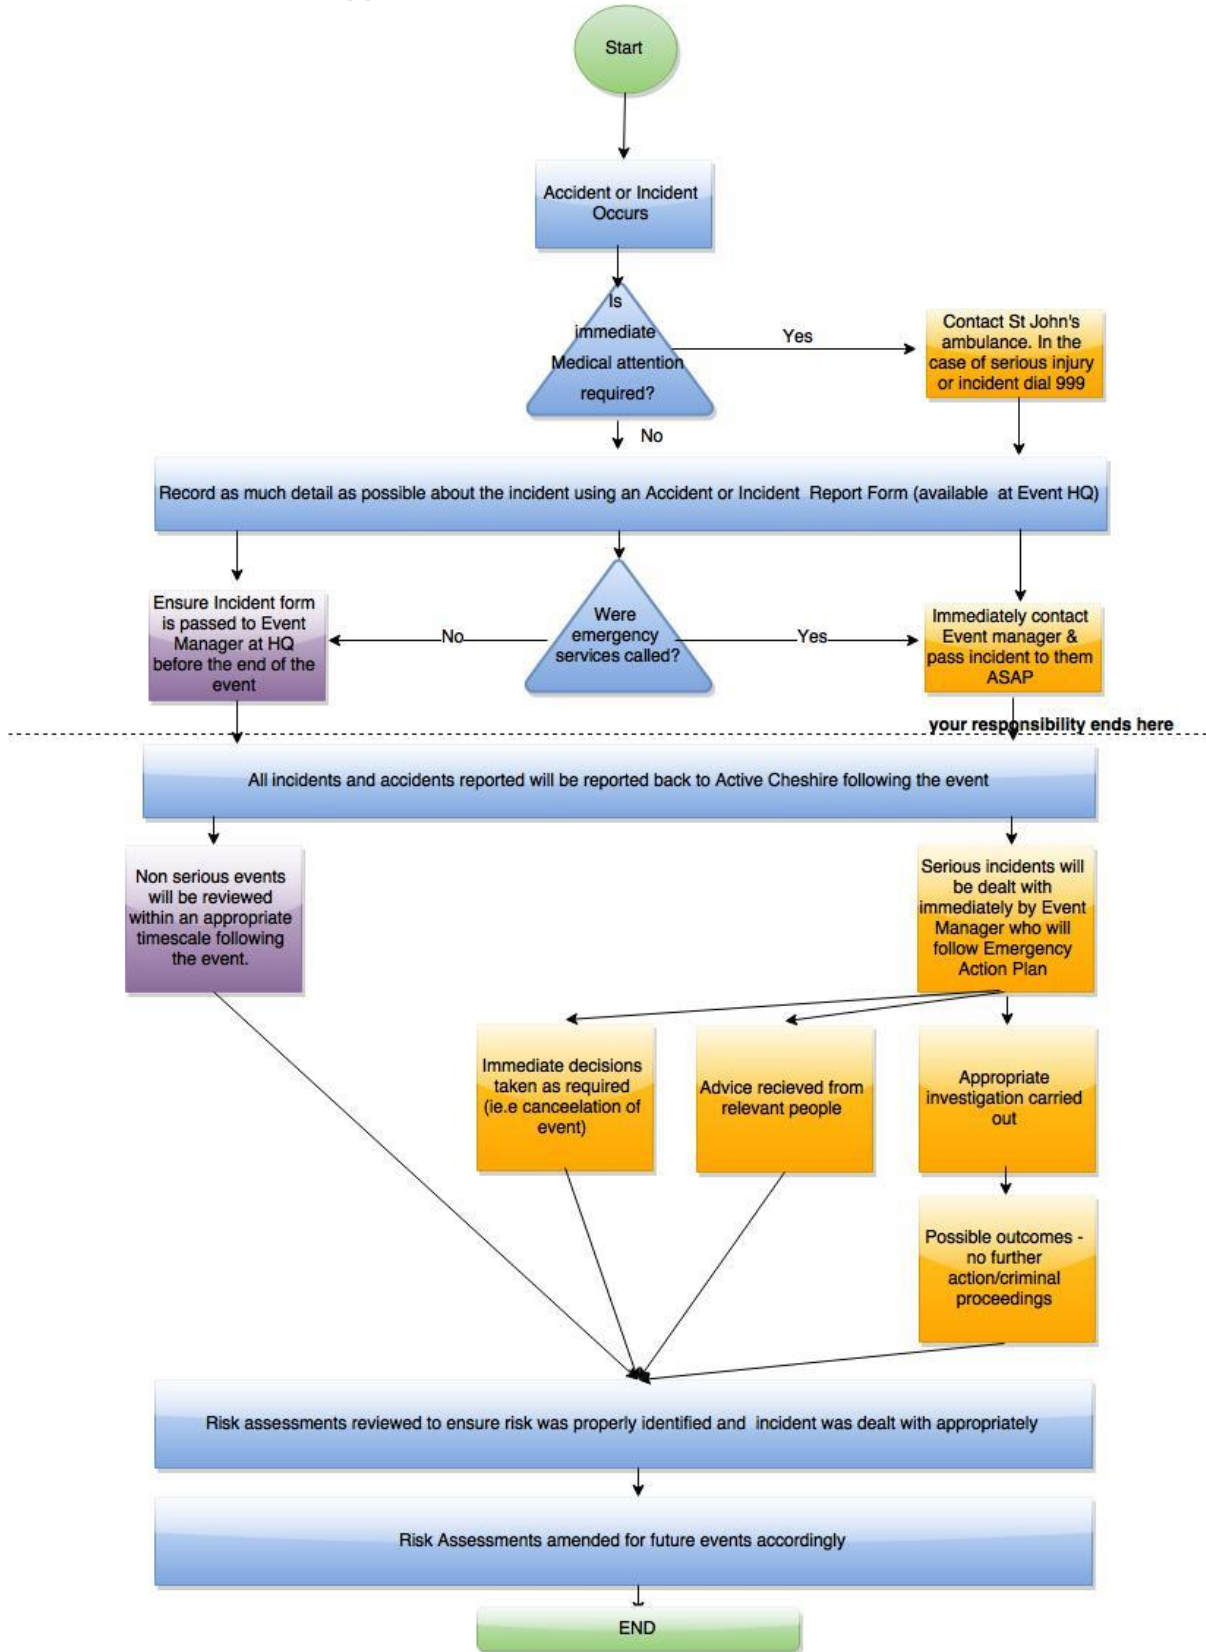 Start
Accident or Incident
Occurs
Is
immediate
Medical attention
required?
Yes
Contact St John's
ambulance. In the
case of serious injury
or incident dial 999
No
Record as much detail as possible about the incident using an Accident or Incident Report Form (available at Event HQ)
Ensure Incident form
is passed to Event
Manager at HQ
before the end of the
event
No
Were
emergency
services called?
Yes
Immediately contact
Event manager &
pass incident to them
ASAP
your responsibility ends here
All incidents and accidents reported will be reported back to Active Cheshire following the event
Non serious events
will be reviewed
within an appropriate
timescale following
the event.
Serious incidents will
be dealt with
immediately by Event
Manager who will
follow Emergency
Action Plan
Immediate decisions
taken as required
(ie.e canceelation of
event)
Advice recieved from
relevant people
Appropriate
investigation carried
out
Possible outcomes -
no further
action/criminal
proceedings
Risk assessments reviewed to ensure risk was properly identified and incident was dealt with appropriately
Risk Assessments amended for future events accordingly
END